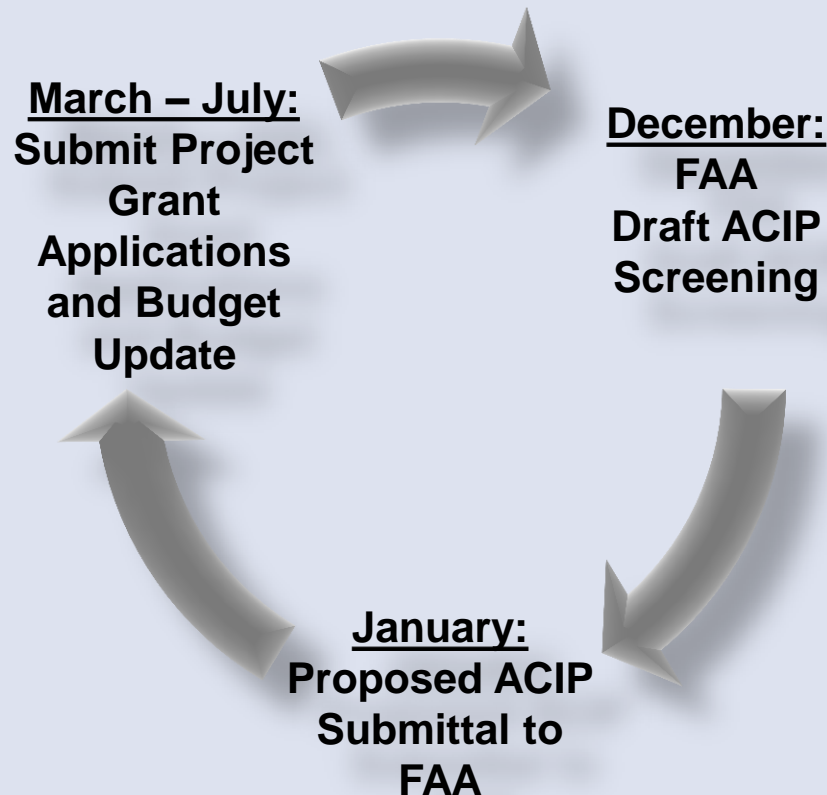 March – July:
Submit Project
Grant
Applications
and Budget
Update
December:
FAA
Draft ACIP
Screening
January:
Proposed ACIP
Submittal to
FAA